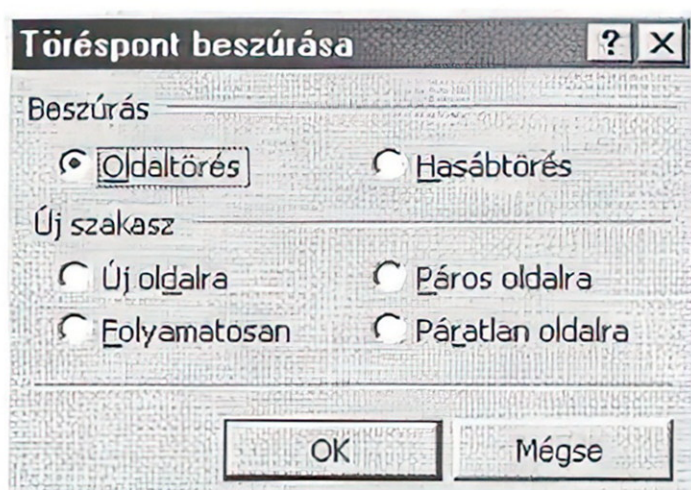 Töréspont beszúrása
Beszúrás
Oldaltörés Hasábtörés
Új szakasz
Új oldalra Páros oldalra
Folyamatosan Páratlan oldalra
OK Mégse